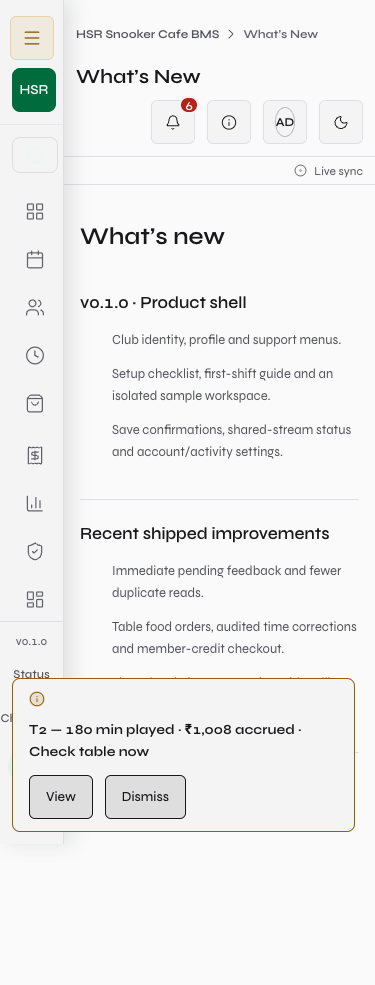 HSR Snooker Cafe BMS > What's New
HSR
What's New
6
AD
Live sync
What's new
v0.1.0 · Product shell
Club identity, profile and support menus.
Setup checklist, first-shift guide and an
isolated sample workspace.
Save confirmations, shared-stream status
and account/activity settings.
Recent shipped improvements
Immediate pending feedback and fewer
duplicate reads.
Table food orders, audited time corrections
and member-credit checkout.
v0.1.0
Status
T2 — 180 min played · ₹1,008 accrued ·
Check table now
View
Dismiss